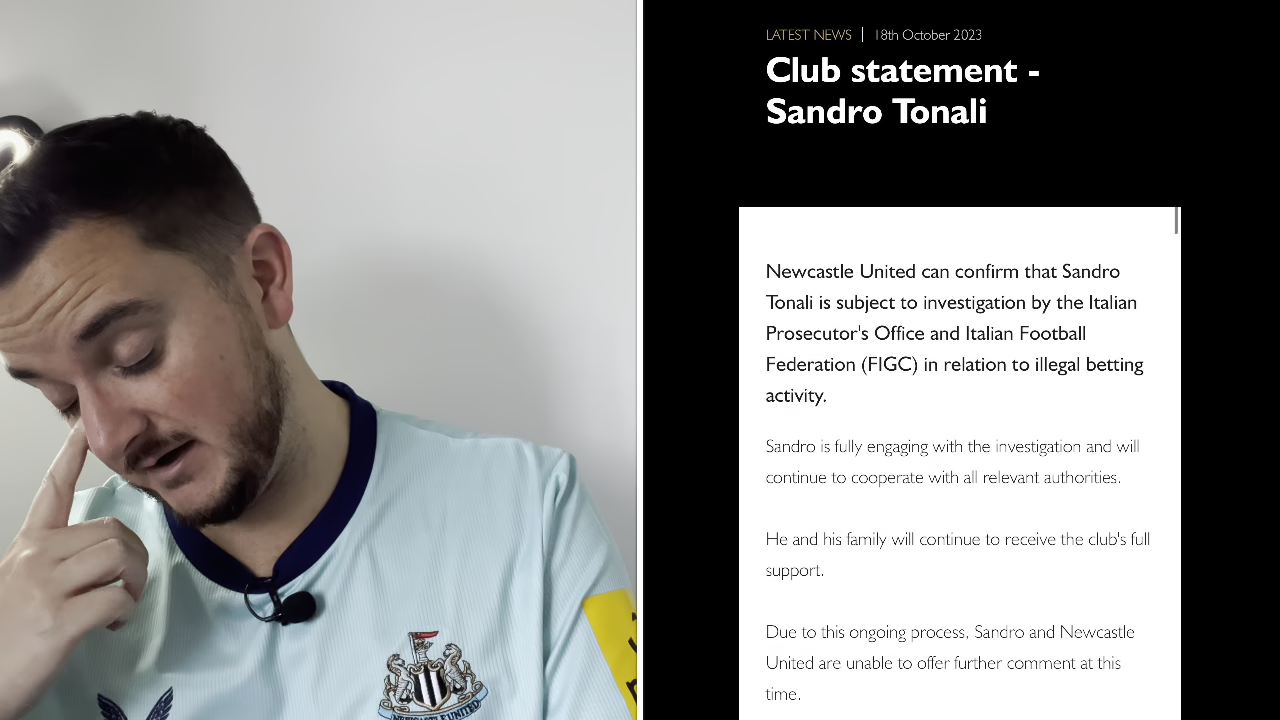 LATEST NEWS | 18th October 2023
Club statement -
Sandro Tonali
Newcastle United can confirm that Sandro
Tonali is subject to investigation by the Italian
Prosecutor's Office and Italian Football
Federation (FIGC) in relation to illegal betting
activity.
Sandro is fully engaging with the investigation and will
continue to cooperate with all relevant authorities.
He and his family will continue to receive the club's full
support.
Due to this ongoing process, Sandro and Newcastle
United are unable to offer further comment at this
time.
NEWCASTLE UNITED